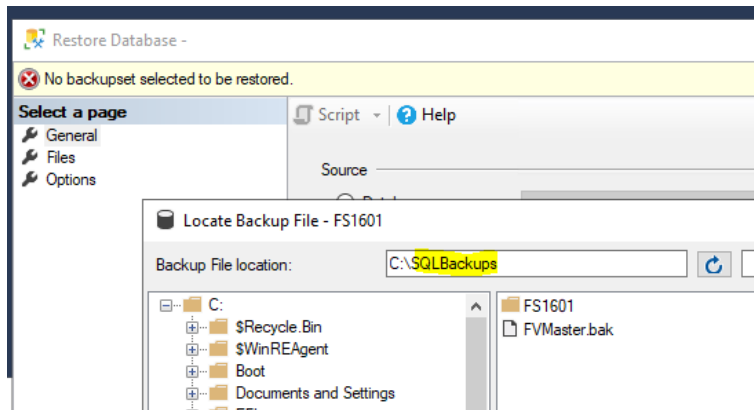 Restore Database -
No backupset selected to be restored.
Select a page
General
Files
Options
Script
Help
Source
Locate Backup File - FS1601
Backup File location:
C:\SQLBackups
C:
$Recycle.Bin
$WinREAgent
Boot
Documents and Settings
FS1601
FVMaster.bak